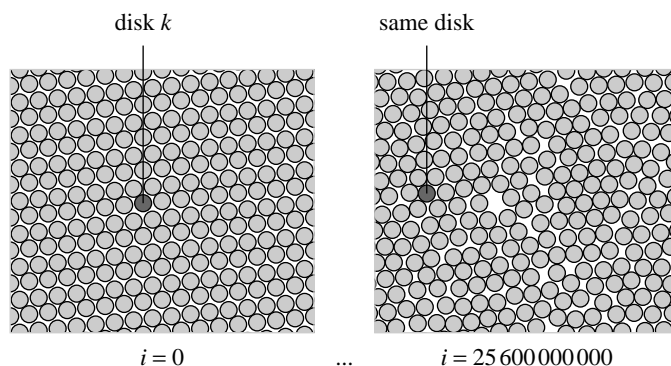 disk k same disk
i = 0 ... i = 25 600 000 000